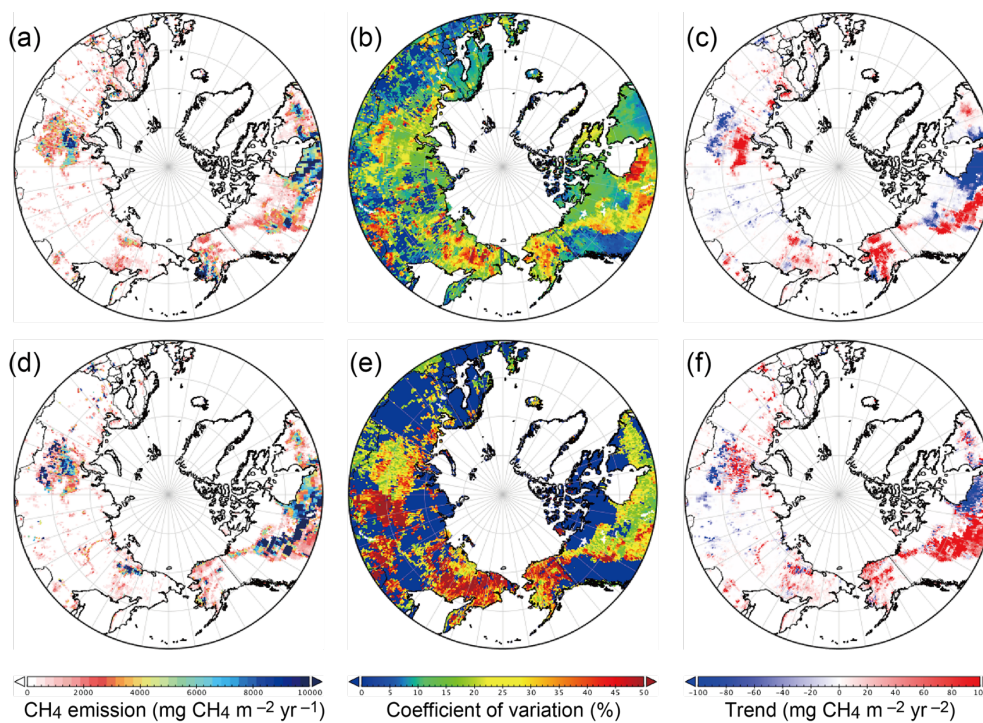 (a)
(b)
(c)
(d)
(e)
(f)
0 2000 4000 6000 8000 10000
CH4 emission (mg CH4 m −2 yr −1)
0 5 10 15 20 25 30 35 40 45 50
Coefficient of variation (%)
-100 -80 -60 -40 -20 0 20 40 60 80 100
Trend (mg CH4 m −2 yr −2)